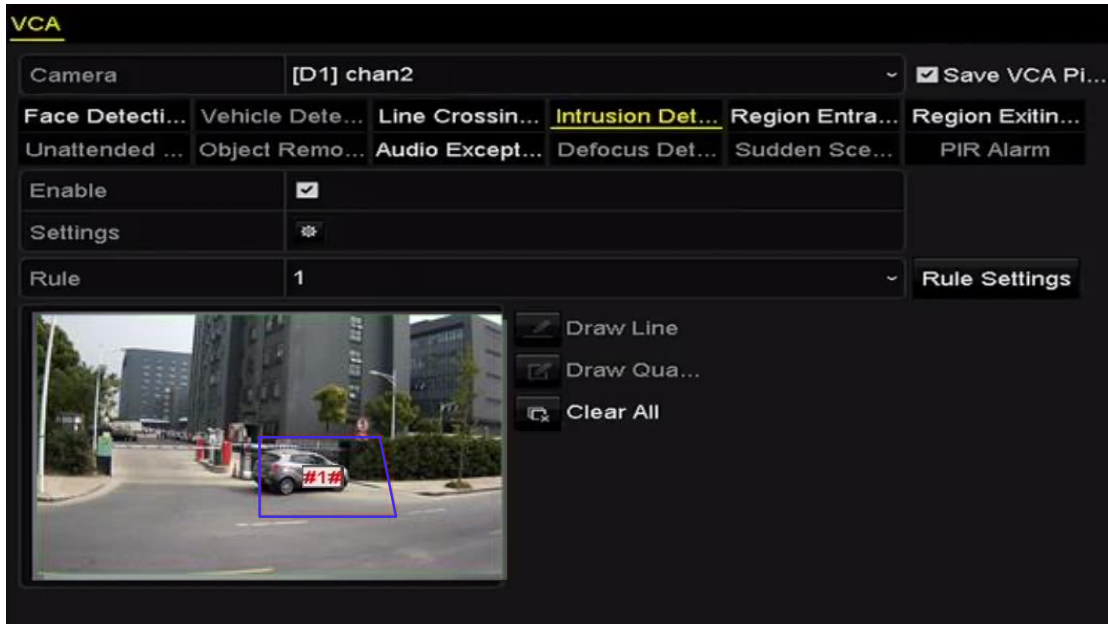 VCA
Camera [D1] chan2 Save VCA Pi...
Face Detecti... Vehicle Dete... Line Crossin... Intrusion Det... Region Entra... Region Exitin...
Unattended ... Object Remo... Audio Except... Defocus Det... Sudden Sce... PIR Alarm
Enable
Settings
Rule 1 Rule Settings
Draw Line
Draw Qua...
Clear All
#1#